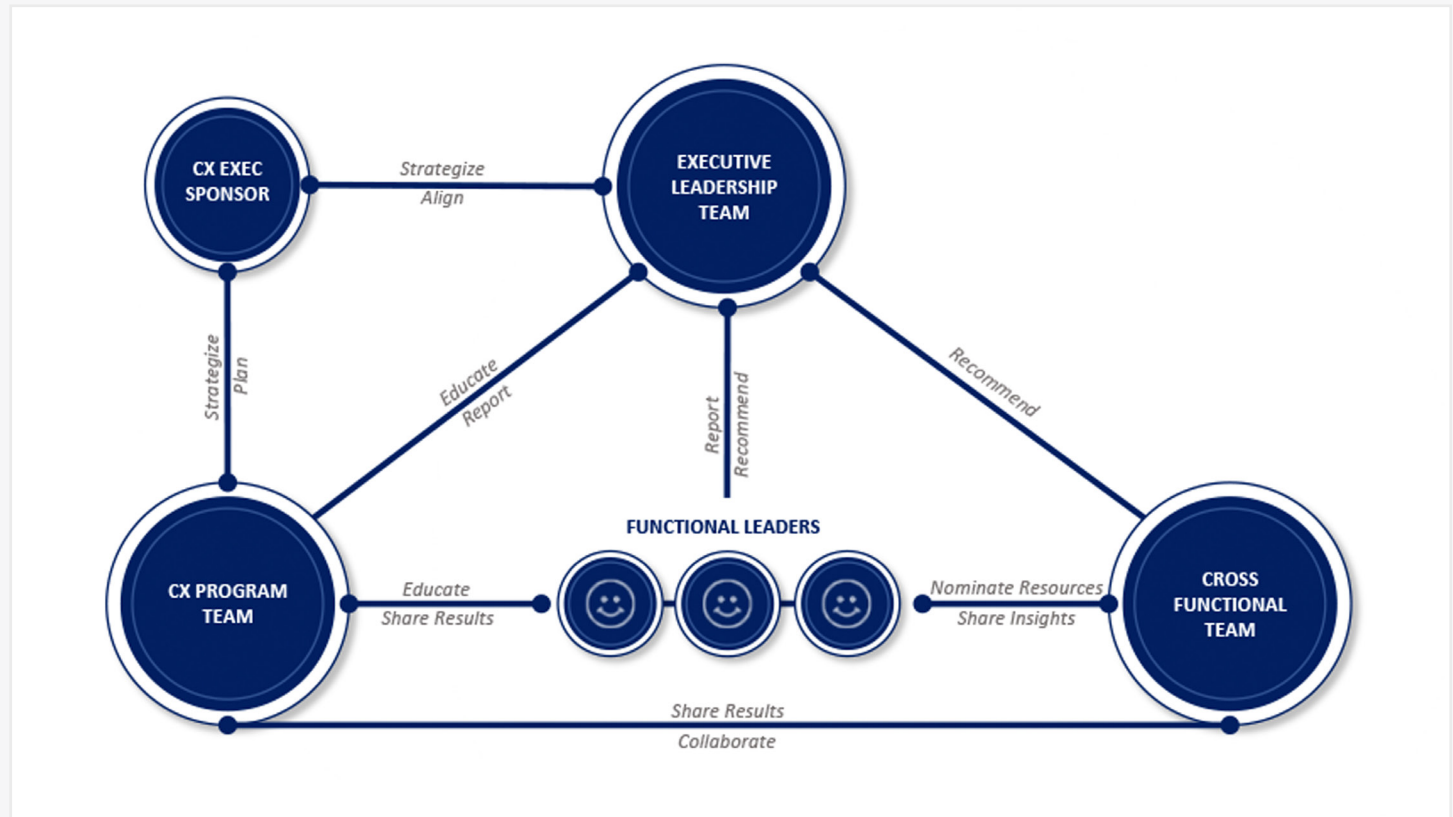 CX EXEC
SPONSOR
Strategize
Align
EXECUTIVE
LEADERSHIP
TEAM
Strategize
Plan
Educate
Report
Report
Recommend
Recommend
FUNCTIONAL LEADERS
CX PROGRAM
TEAM
Educate
Share Results
Nominate Resources
Share Insights
CROSS
FUNCTIONAL
TEAM
Share Results
Collaborate